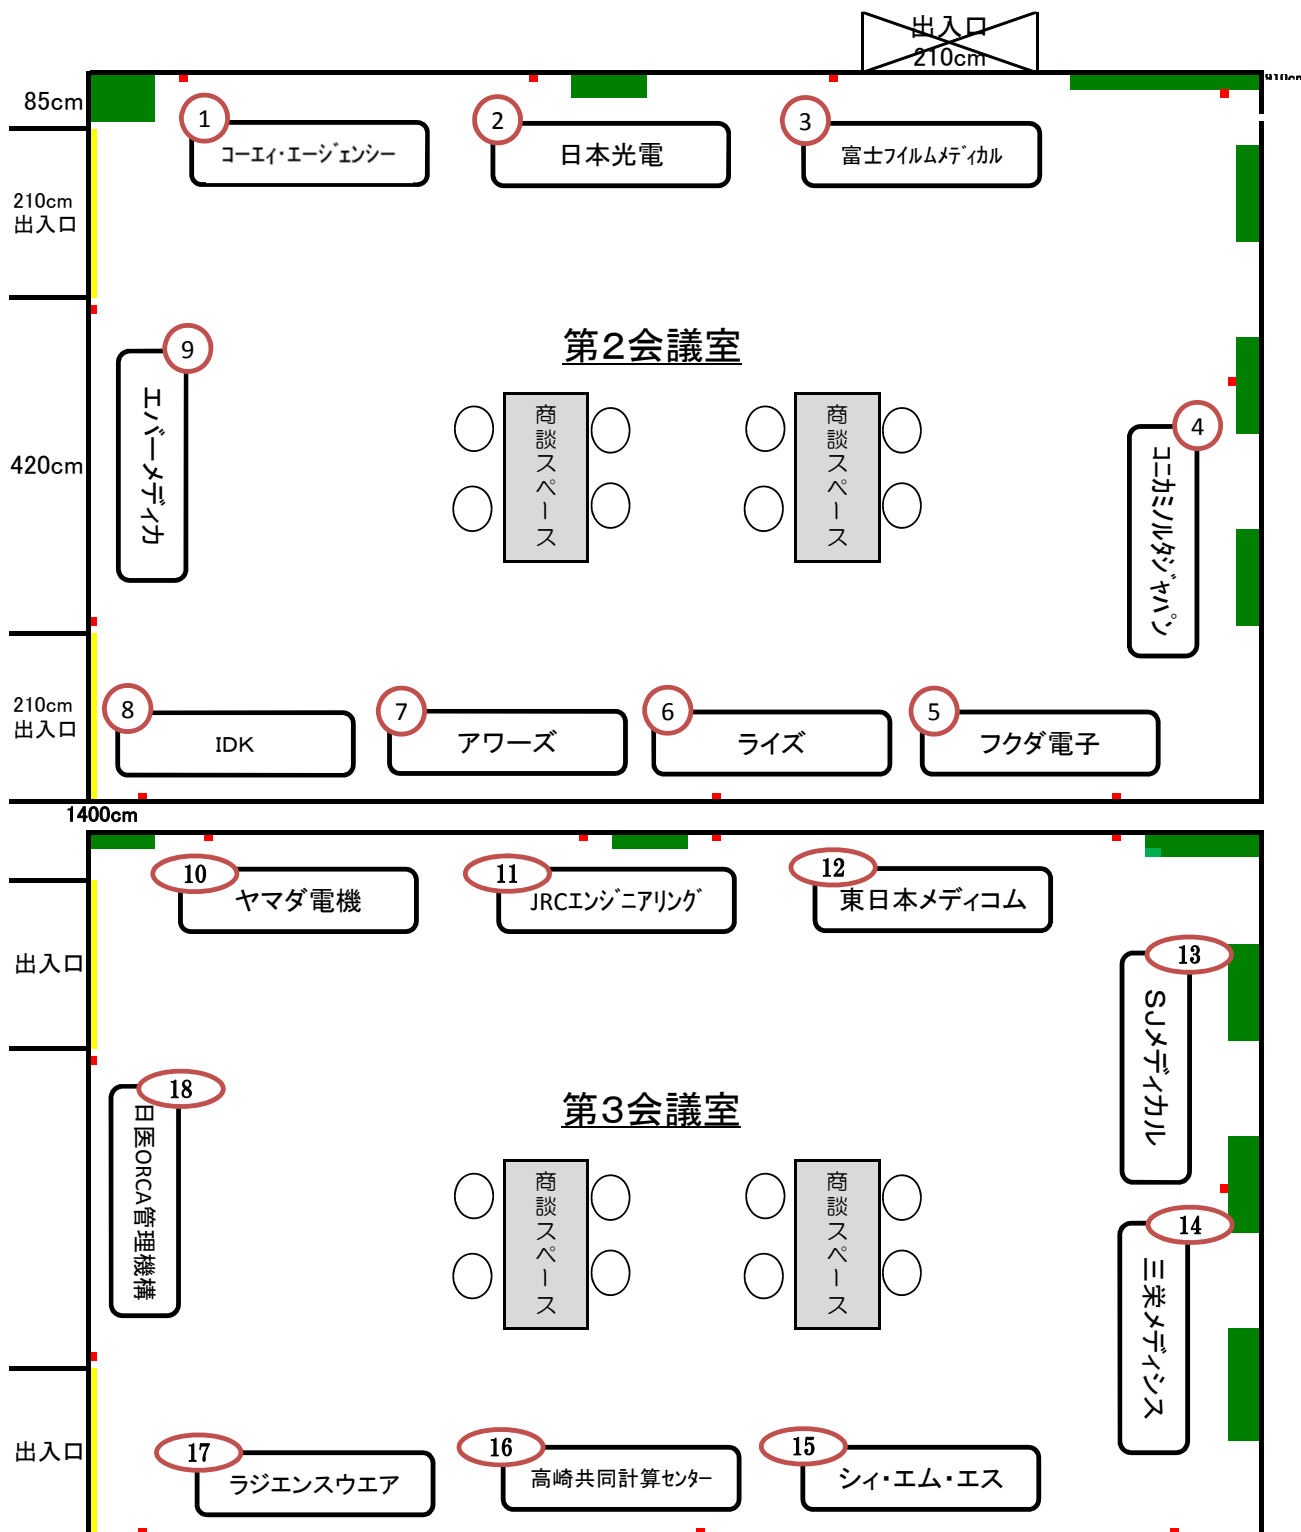 出入口
210cm
910cm
85cm
1
コーエィ・エージェンシー
2
日本光電
3
富士フイルムメディカル
210cm
出入口
第2会議室
9
エバーメディカ
420cm
商談スペース
商談スペース
4
コニカミノルタジャパン
210cm
出入口
8
IDK
7
アワーズ
6
ライズ
5
フクダ電子
1400cm
10
ヤマダ電機
11
JRCエンジニアリング
12
東日本メディコム
出入口
13
SJメディカル
第3会議室
18
日医ORCA管理機構
商談スペース
商談スペース
14
三栄メディシス
出入口
17
ラジエンスウエア
16
高崎共同計算センター
15
シィ・エム・エス